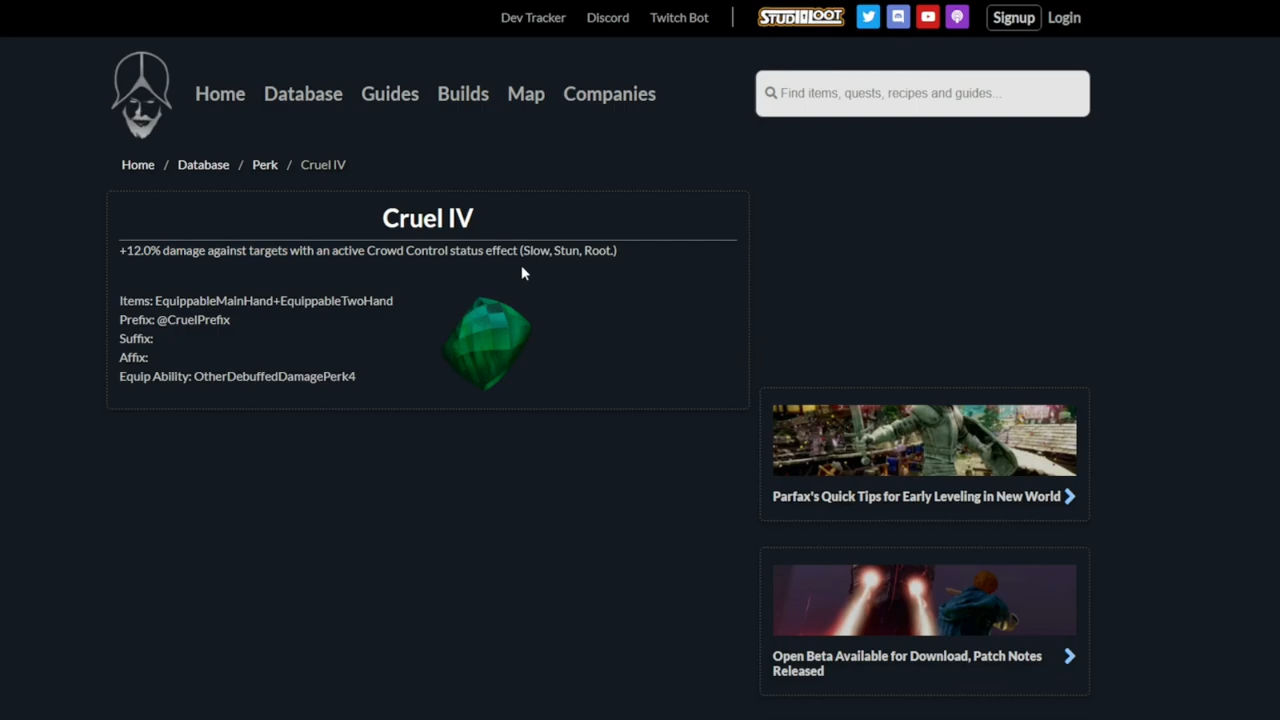 Dev Tracker Discord Twitch Bot STUDIOLOOT Signup Login
Home Database Guides Builds Map Companies Find items, quests, recipes and guides...
Home / Database / Perk / Cruel IV
Cruel IV
+12.0% damage against targets with an active Crowd Control status effect (Slow, Stun, Root.)
Items: EquippableMainHand+EquippableTwoHand
Prefix: @CruelPrefix
Suffix:
Affix:
Equip Ability: OtherDebuffedDamagePerk4
Parfax's Quick Tips for Early Leveling in New World
Open Beta Available for Download, Patch Notes
Released